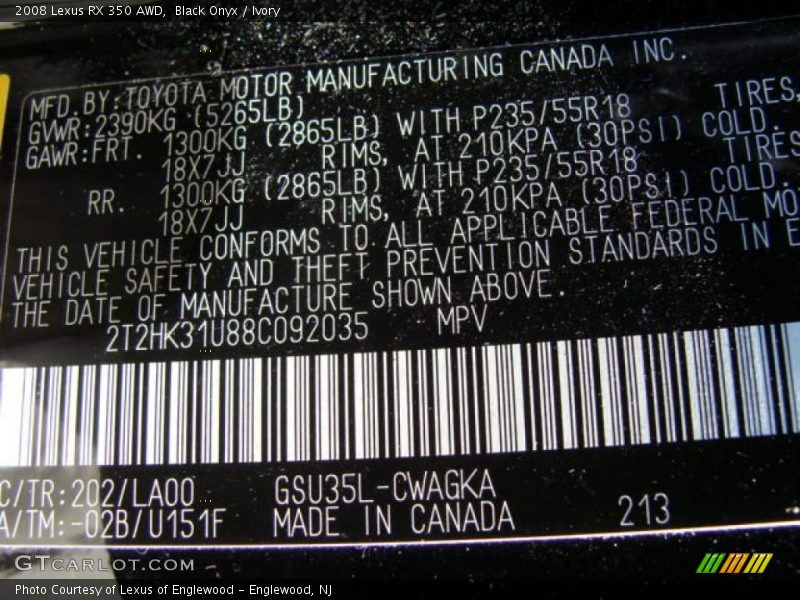 2008 Lexus RX 350 AWD, Black Onyx / Ivory
MFD.BY:TOYOTA MOTOR MANUFACTURING CANADA INC.
GVWR:2390KG (5265LB)
GAWR:FRT. 1300KG (2865LB) WITH P235/55R18 TIRES,
18X7JJ RIMS, AT 210KPA (30PSI) COLD.
RR. 1300KG (2865LB) WITH P235/55R18 TIRES
18X7JJ RIMS, AT 210KPA (30PSI) COLD.
THIS VEHICLE CONFORMS TO ALL APPLICABLE FEDERAL MO
VEHICLE SAFETY AND THEFT PREVENTION STANDARDS IN E
THE DATE OF MANUFACTURE SHOWN ABOVE.
2T2HK31U88C092035 MPV
C/TR:202/LA00 GSU35L-CWAGKA
A/TM:-02B/U151F MADE IN CANADA 213
GTcarlot.com
Photo Courtesy of Lexus of Englewood - Englewood, NJ